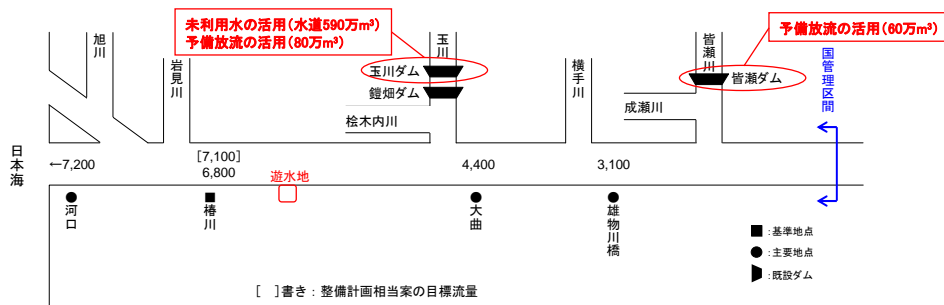 未利用水の活用(水道590万m³)
予備放流の活用(80万m³)
予備放流の活用(60万m³)
旭川
岩見川
玉川
横手川
皆瀬川
国管理区間
玉川ダム
皆瀬ダム
鎧畑ダム
成瀬川
桧木内川
日本海
←7,200
[7,100]
6,800
遊水地
4,400
3,100
河口
椿川
大曲
雄物川橋
■:基準地点
●:主要地点
:既設ダム
[ ]書き:整備計画相当案の目標流量